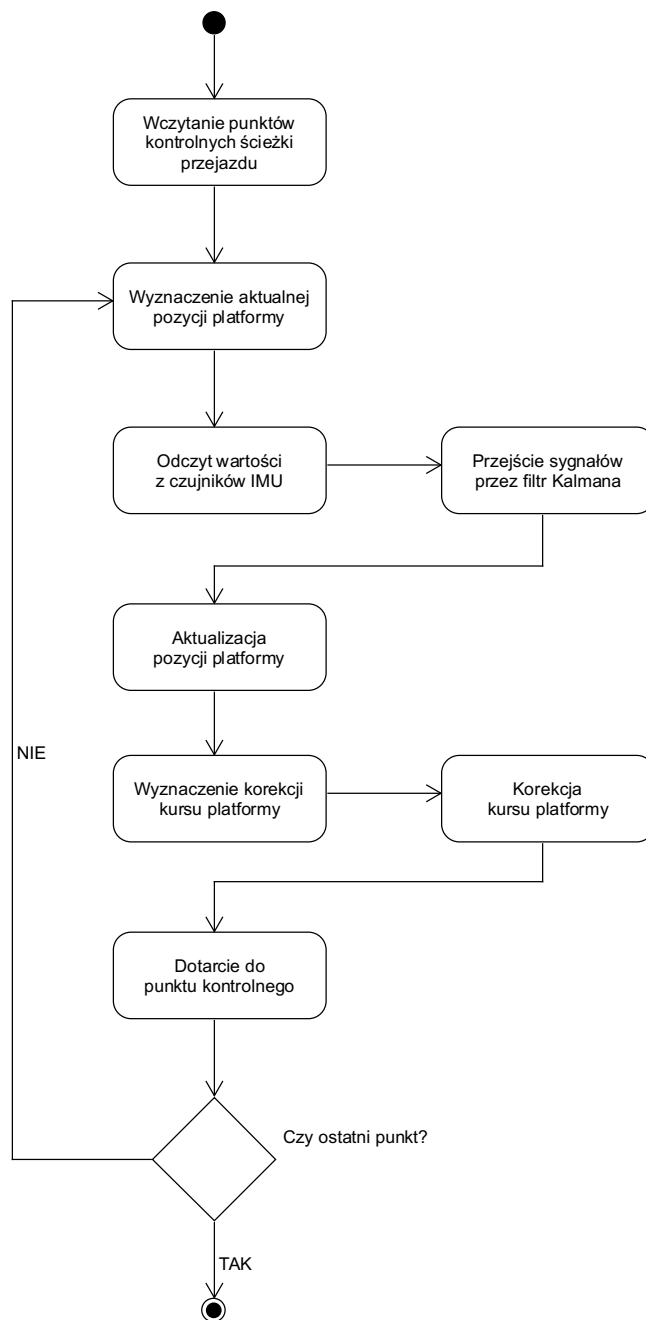 Wczytanie punktów
kontrolnych ścieżki
przejazdu
Wyznaczenie aktualnej
pozycji platformy
Odczyt wartości
z czujników IMU
Przejście sygnałów
przez filtr Kalmana
Aktualizacja
pozycji platformy
NIE
Wyznaczenie korekcji
kursu platformy
Korekcja
kursu platformy
Dotarcie do
punktu kontrolnego
Czy ostatni punkt?
TAK